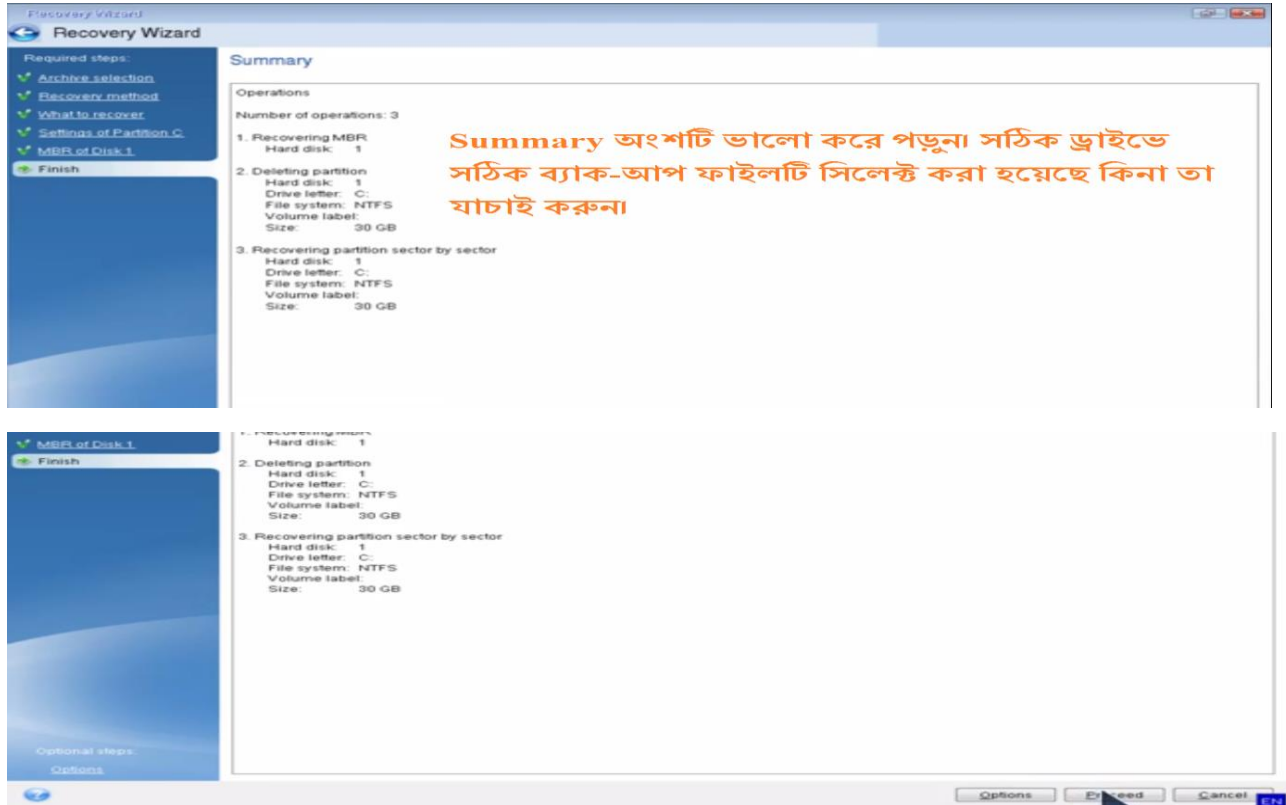 Recovery Wizard
Recovery Wizard
Required steps:
Archive selection
Recovery method
What to recover
Settings of Partition C
MBR of Disk 1
Finish
Summary
Operations
Number of operations: 3
1. Recovering MBR
Hard disk: 1
2. Deleting partition
Hard disk: 1
Drive letter: C:
File system: NTFS
Volume label:
Size: 30 GB
3. Recovering partition sector by sector
Hard disk: 1
Drive letter: C:
File system: NTFS
Volume label:
Size: 30 GB
Summary অংশটি ভালো করে পড়ুন। সঠিক ড্রাইভে
সঠিক ব্যাক-আপ ফাইলটি সিলেক্ট করা হয়েছে কিনা তা
যাচাই করুন।
MBR of Disk 1
Finish
1. Recovering MBR
Hard disk: 1
2. Deleting partition
Hard disk: 1
Drive letter: C:
File system: NTFS
Volume label:
Size: 30 GB
3. Recovering partition sector by sector
Hard disk: 1
Drive letter: C:
File system: NTFS
Volume label:
Size: 30 GB
Optional steps:
Options
Options Proceed Cancel
EN